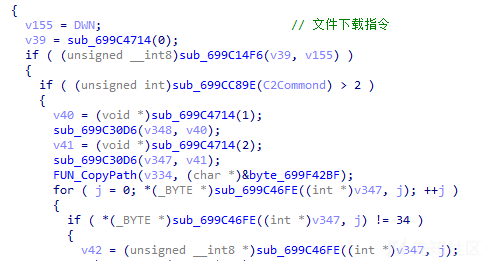 {
v155 = DWN; // 文件下载指令
v39 = sub_699C4714(0);
if ( (unsigned __int8)sub_699C14F6(v39, v155) )
{
if ( (unsigned int)sub_699CC89E(C2Commond) > 2 )
{
v40 = (void *)sub_699C4714(1);
sub_699C30D6(v348, v40);
v41 = (void *)sub_699C4714(2);
sub_699C30D6(v347, v41);
FUN_CopyPath(v334, (char *)&byte_699F42BF);
for ( j = 0; *(_BYTE *)sub_699C46FE((int *)v347, j); ++j )
{
if ( *(_BYTE *)sub_699C46FE((int *)v347, j) != 34 )
{
v42 = (unsigned __int8 *)sub_699C46FE((int *)v347, j);